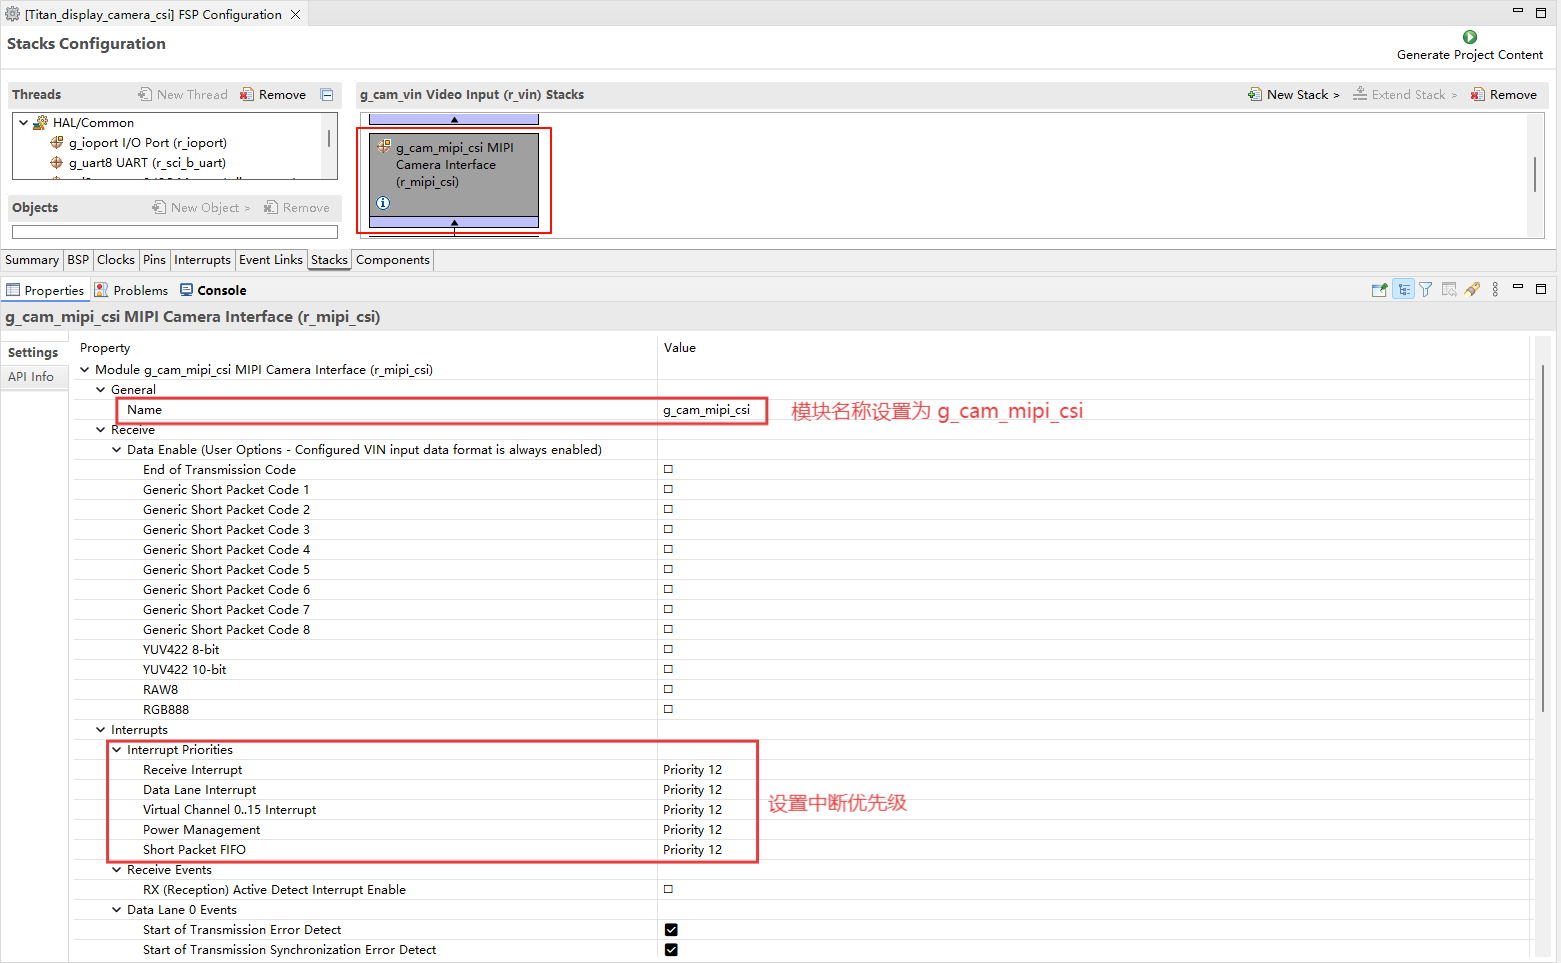 [Titan_display_camera_csi] FSP Configuration
Stacks Configuration
Generate Project Content
Threads
New Thread
Remove
g_cam_vin Video Input (r_vin) Stacks
New Stack >
Extend Stack >
Remove
HAL/Common
g_ioport I/O Port (r_ioport)
g_uart8 UART (r_sci_b_uart)
g_cam_mipi_csi MIPI
Camera Interface
(r_mipi_csi)
Objects
New Object >
Remove
Summary BSP Clocks Pins Interrupts Event Links Stacks Components
Properties Problems Console
g_cam_mipi_csi MIPI Camera Interface (r_mipi_csi)
Settings
API Info
Property Value
Module g_cam_mipi_csi MIPI Camera Interface (r_mipi_csi)
General
Name g_cam_mipi_csi 模块名称设置为 g_cam_mipi_csi
Receive
Data Enable (User Options - Configured VIN input data format is always enabled)
End of Transmission Code
Generic Short Packet Code 1
Generic Short Packet Code 2
Generic Short Packet Code 3
Generic Short Packet Code 4
Generic Short Packet Code 5
Generic Short Packet Code 6
Generic Short Packet Code 7
Generic Short Packet Code 8
YUV422 8-bit
YUV422 10-bit
RAW8
RGB888
Interrupts
Interrupt Priorities
Receive Interrupt Priority 12
Data Lane Interrupt Priority 12
Virtual Channel 0..15 Interrupt Priority 12
设置中断优先级
Power Management Priority 12
Short Packet FIFO Priority 12
Receive Events
RX (Reception) Active Detect Interrupt Enable
Data Lane 0 Events
Start of Transmission Error Detect
Start of Transmission Synchronization Error Detect